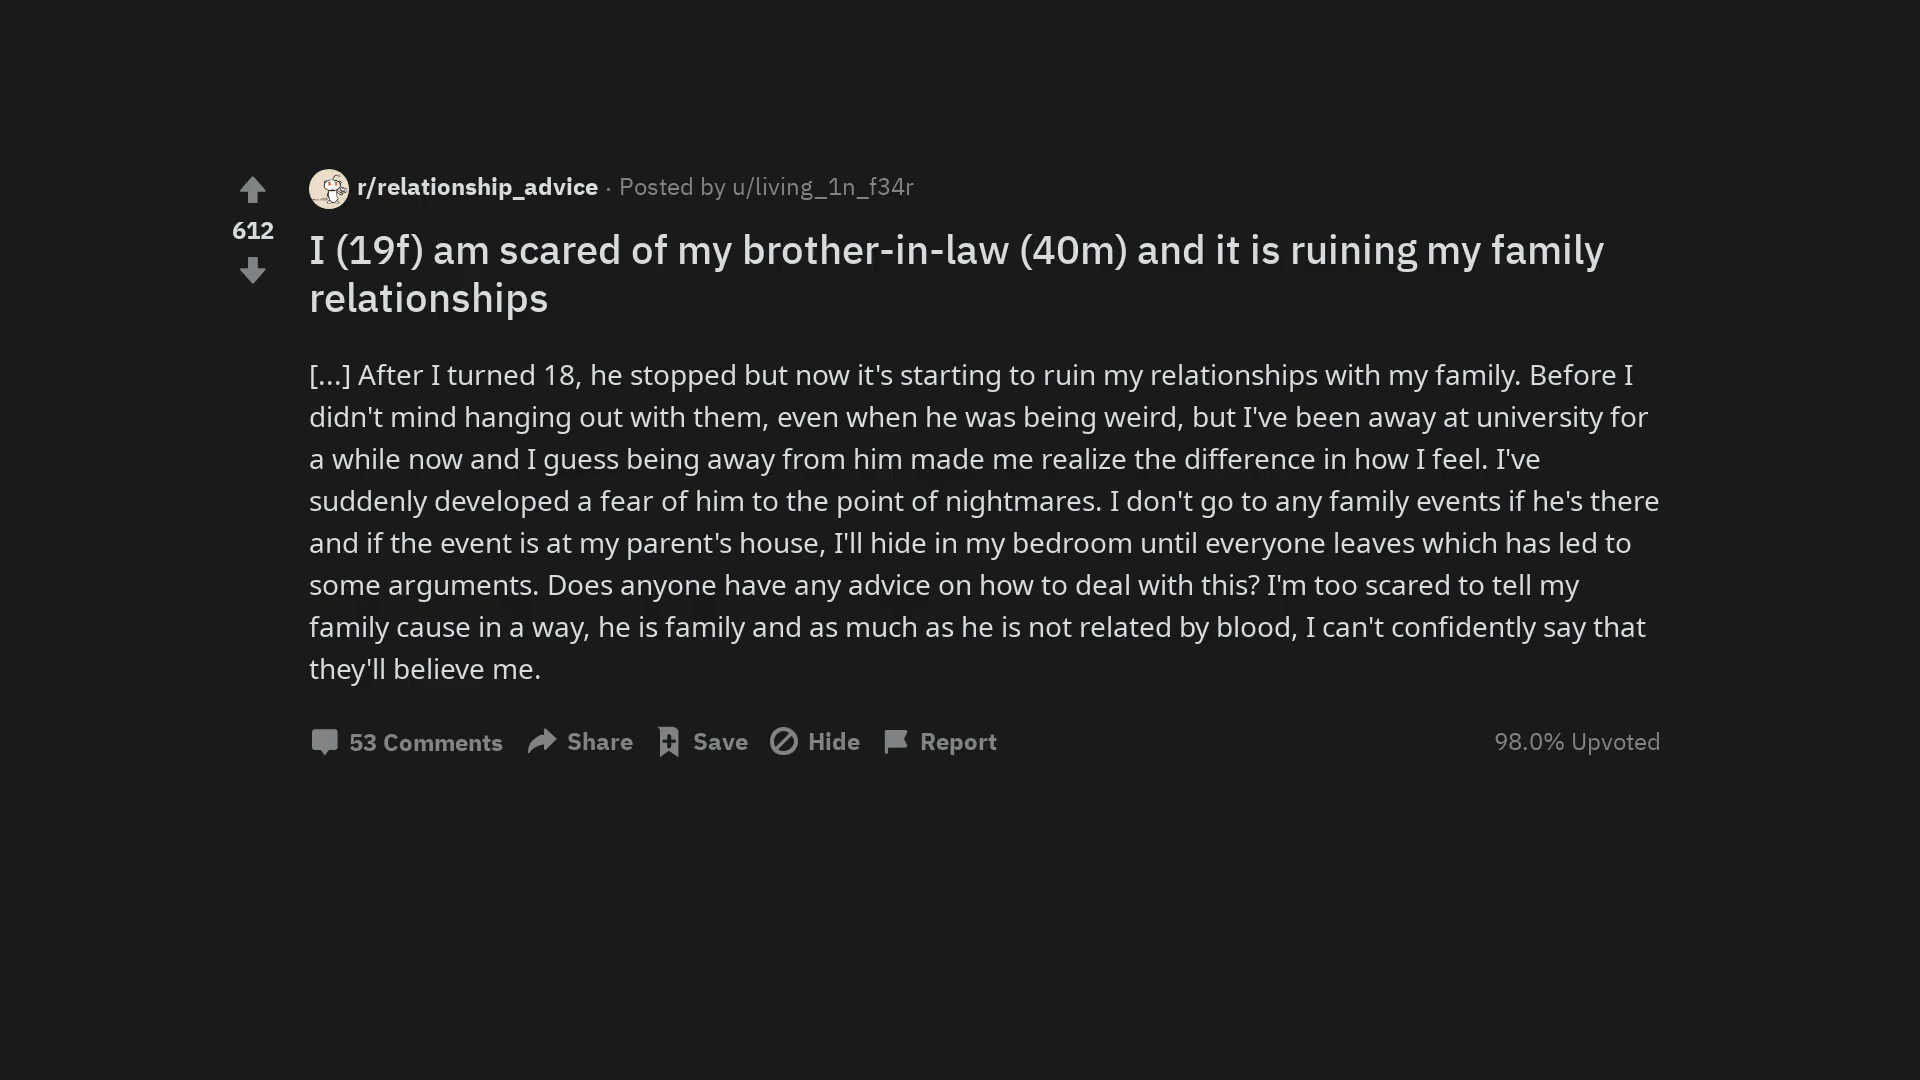 r/relationship_advice · Posted by u/living_1n_f34r
612
I (19f) am scared of my brother-in-law (40m) and it is ruining my family
relationships
[...] After I turned 18, he stopped but now it's starting to ruin my relationships with my family. Before I
didn't mind hanging out with them, even when he was being weird, but I've been away at university for
a while now and I guess being away from him made me realize the difference in how I feel. I've
suddenly developed a fear of him to the point of nightmares. I don't go to any family events if he's there
and if the event is at my parent's house, I'll hide in my bedroom until everyone leaves which has led to
some arguments. Does anyone have any advice on how to deal with this? I'm too scared to tell my
family cause in a way, he is family and as much as he is not related by blood, I can't confidently say that
they'll believe me.
53 Comments Share Save Hide Report 98.0% Upvoted